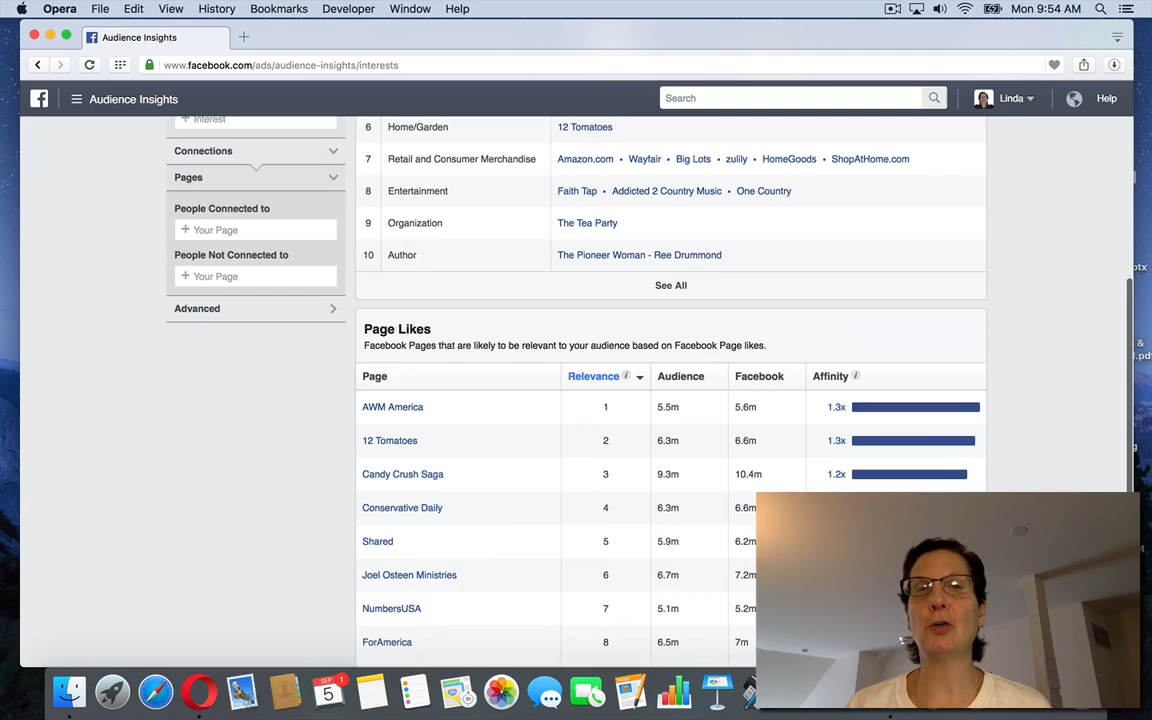 Opera File Edit View History Bookmarks Developer Window Help Mon 9:54 AM
Audience Insights
www.facebook.com/ads/audience-insights/interests
Audience Insights Search Linda Help
Interest
Connections
Pages
People Connected to
Your Page
People Not Connected to
Your Page
Advanced
6 Home/Garden 12 Tomatoes
7 Retail and Consumer Merchandise Amazon.com • Wayfair • Big Lots • zulily • HomeGoods • ShopAtHome.com
8 Entertainment Faith Tap • Addicted 2 Country Music • One Country
9 Organization The Tea Party
10 Author The Pioneer Woman - Ree Drummond
See All
Page Likes
Facebook Pages that are likely to be relevant to your audience based on Facebook Page likes.
Page Relevance Audience Facebook Affinity
AWM America 1 5.5m 5.6m 1.3x
12 Tomatoes 2 6.3m 6.6m 1.3x
Candy Crush Saga 3 9.3m 10.4m 1.2x
Conservative Daily 4 6.3m 6.6m
Shared 5 5.9m 6.2m
Joel Osteen Ministries 6 6.7m 7.2m
NumbersUSA 7 5.1m 5.2m
ForAmerica 8 6.5m 7m
SEP 1
5